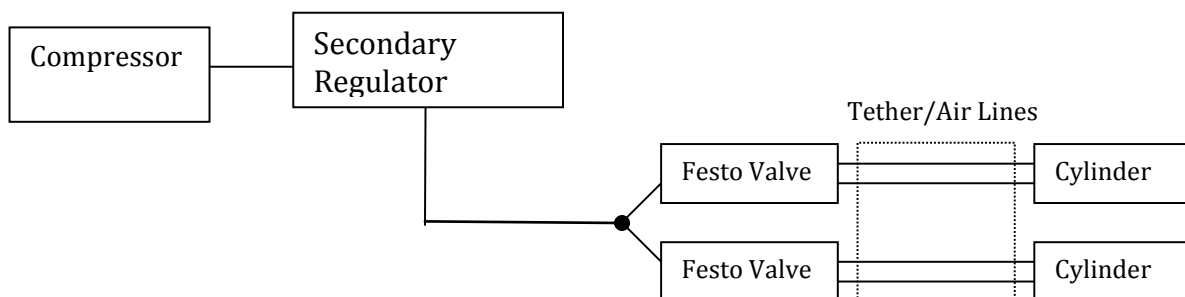 Compressor
Secondary
Regulator
Tether/Air Lines
Festo Valve
Cylinder
Festo Valve
Cylinder